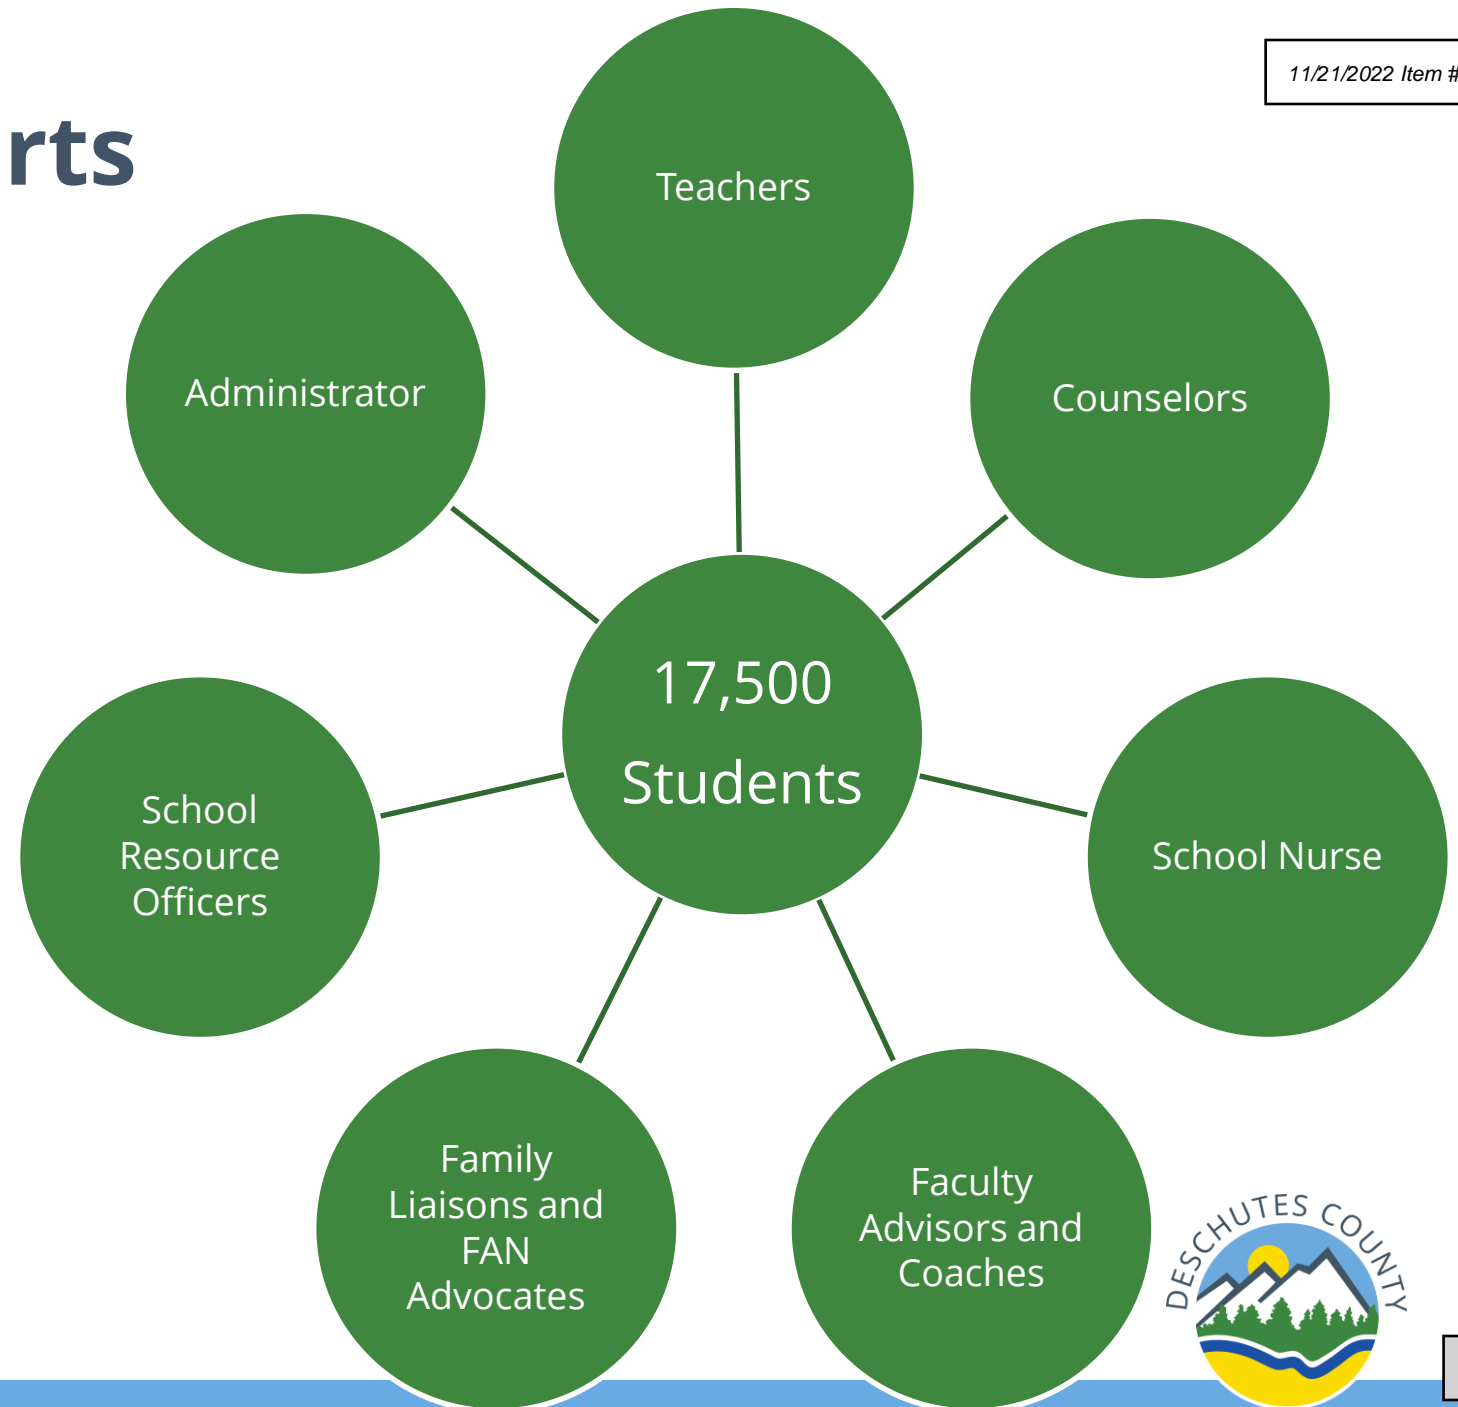 11/21/2022 Item #
rts
Teachers
Administrator
Counselors
17,500
Students
School
Resource
Officers
School Nurse
Family
Liaisons and
FAN
Advocates
Faculty
Advisors and
Coaches
DESCHUTES COUNTY